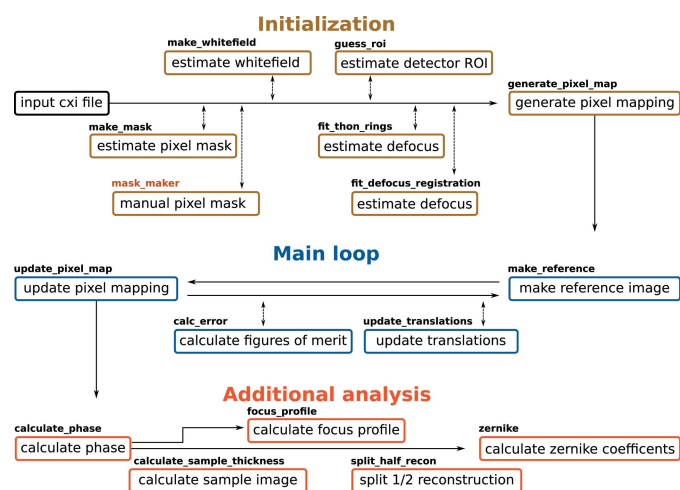 Initialization
make_whitefield
estimate whitefield
guess_roi
estimate detector ROI
input cxi file
generate_pixel_map
generate pixel mapping
make_mask
estimate pixel mask
fit_thon_rings
estimate defocus
mask_maker
manual pixel mask
fit_defocus_registration
estimate defocus
Main loop
update_pixel_map
update pixel mapping
make_reference
make reference image
calc_error
calculate figures of merit
update_translations
update translations
Additional analysis
focus_profile
calculate focus profile
calculate_phase
calculate phase
zernike
calculate zernike coefficents
calculate_sample_thickness
calculate sample image
split_half_recon
split 1/2 reconstruction